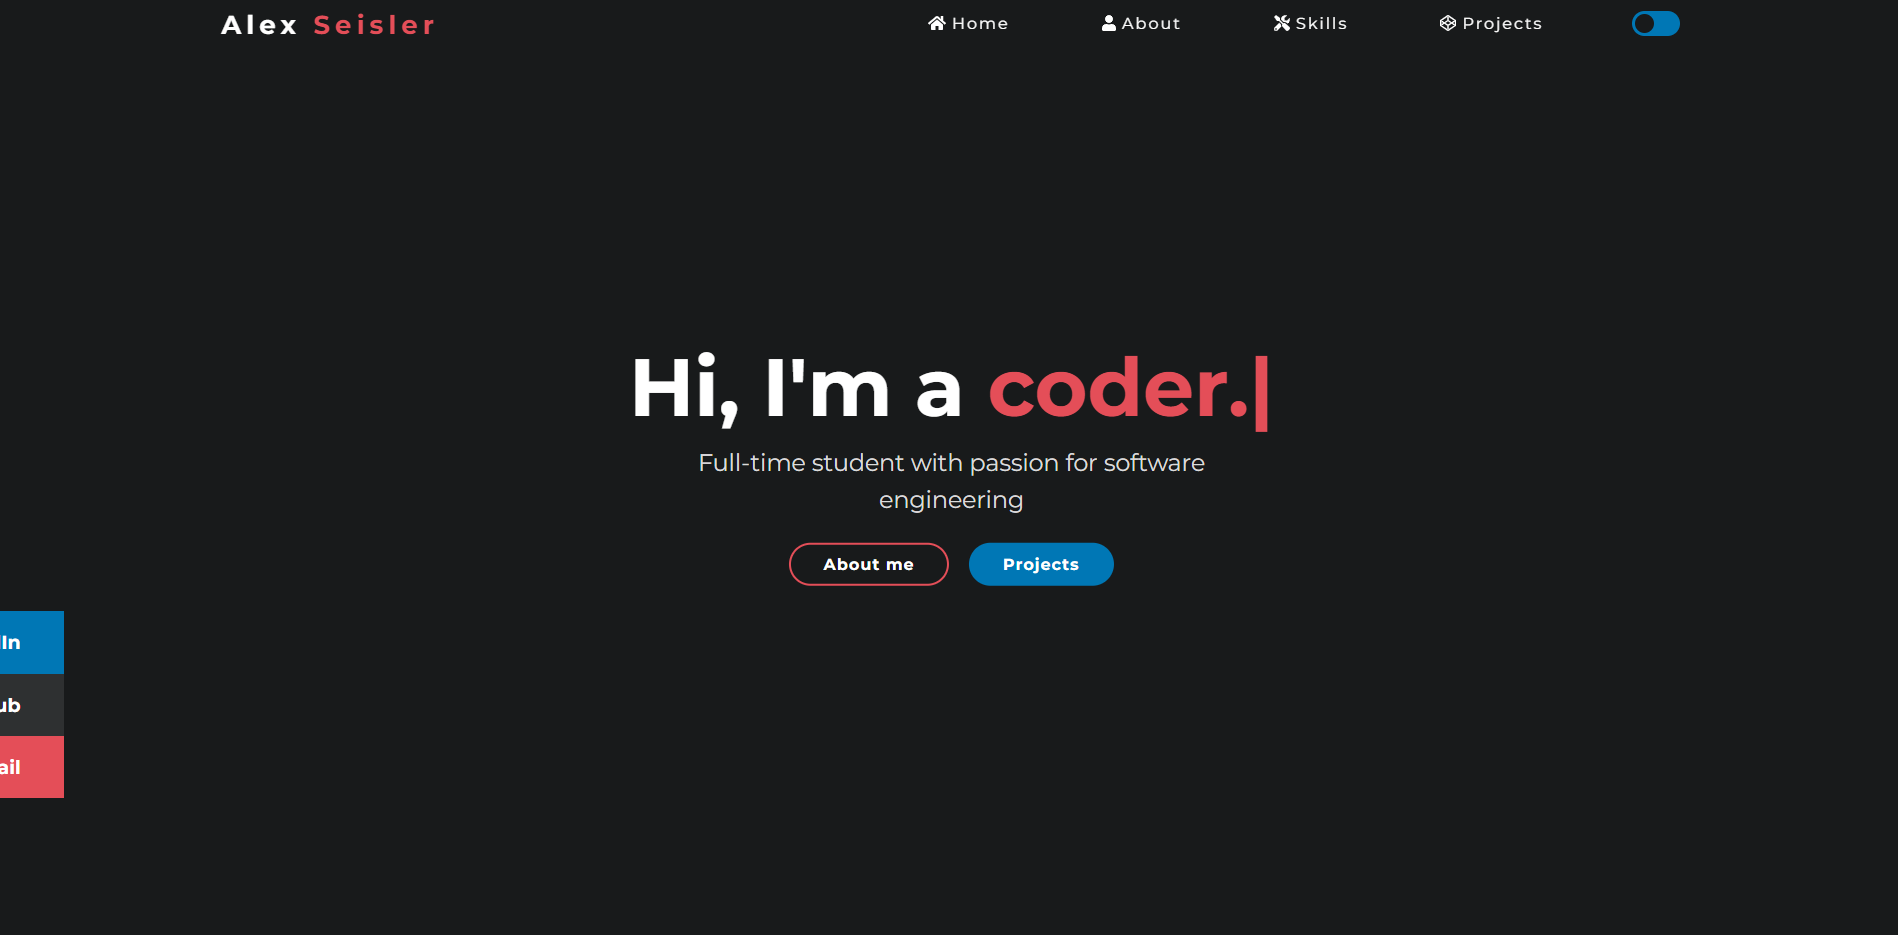 Alex Seisler
Home
About
Skills
Projects
Hi, I'm a coder.|
Full-time student with passion for software
engineering
About me
Projects
In
ub
ail